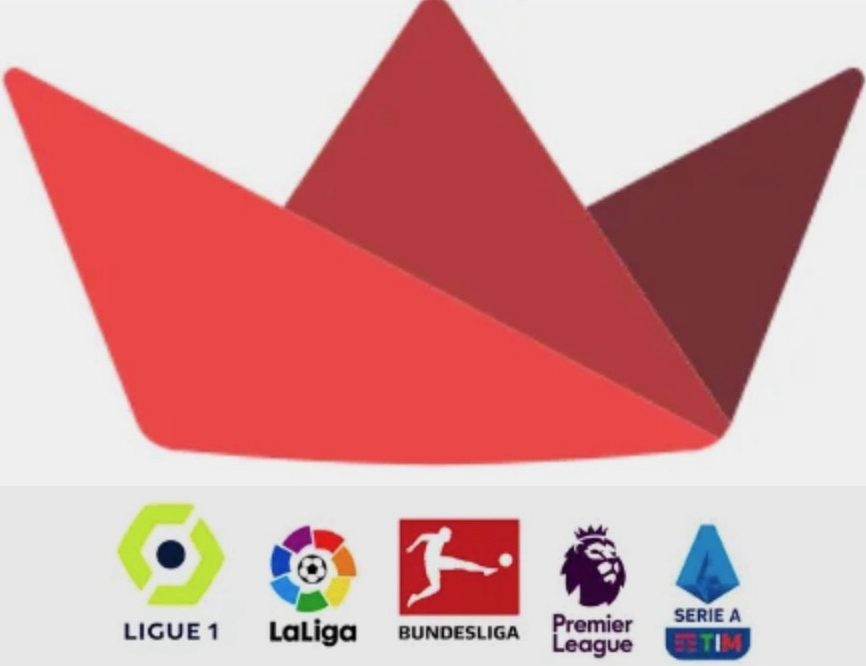 LIGUE 1
LaLiga
BUNDESLIGA
Premier
League
SERIE A
TIM